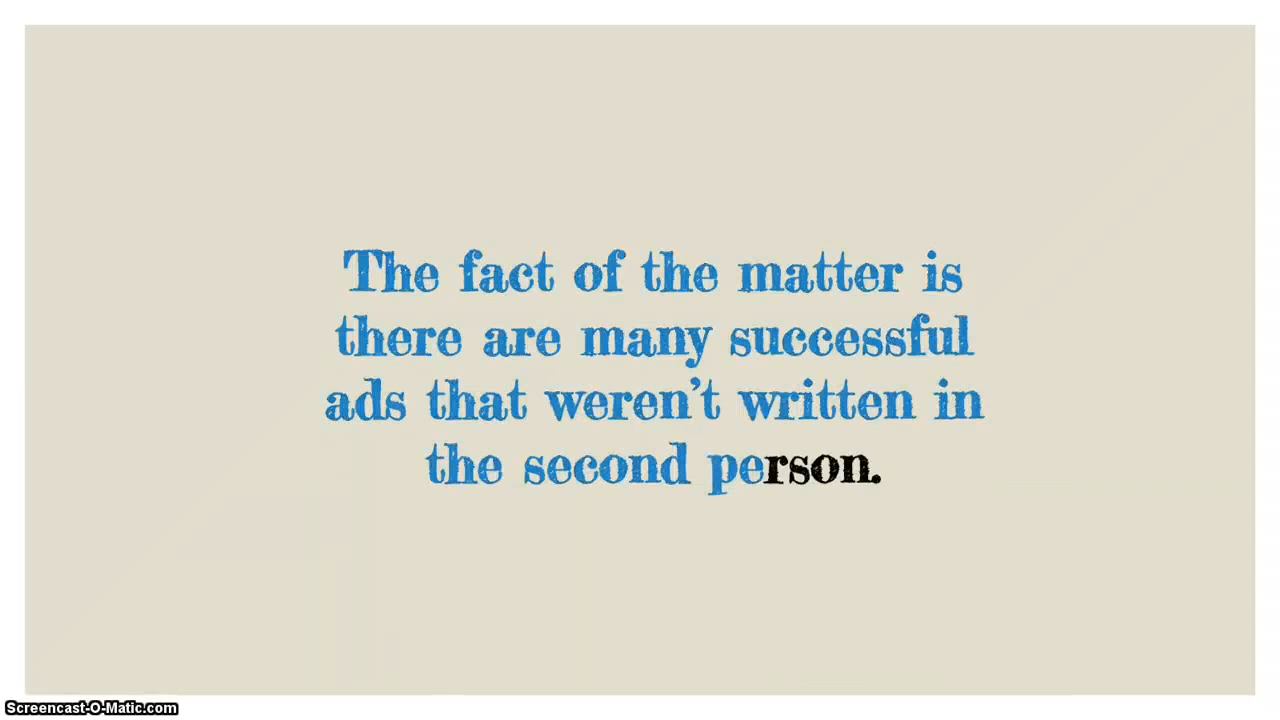 The fact of the matter is
there are many successful
ads that weren't written in
the second person.
Screencast-O-Matic.com